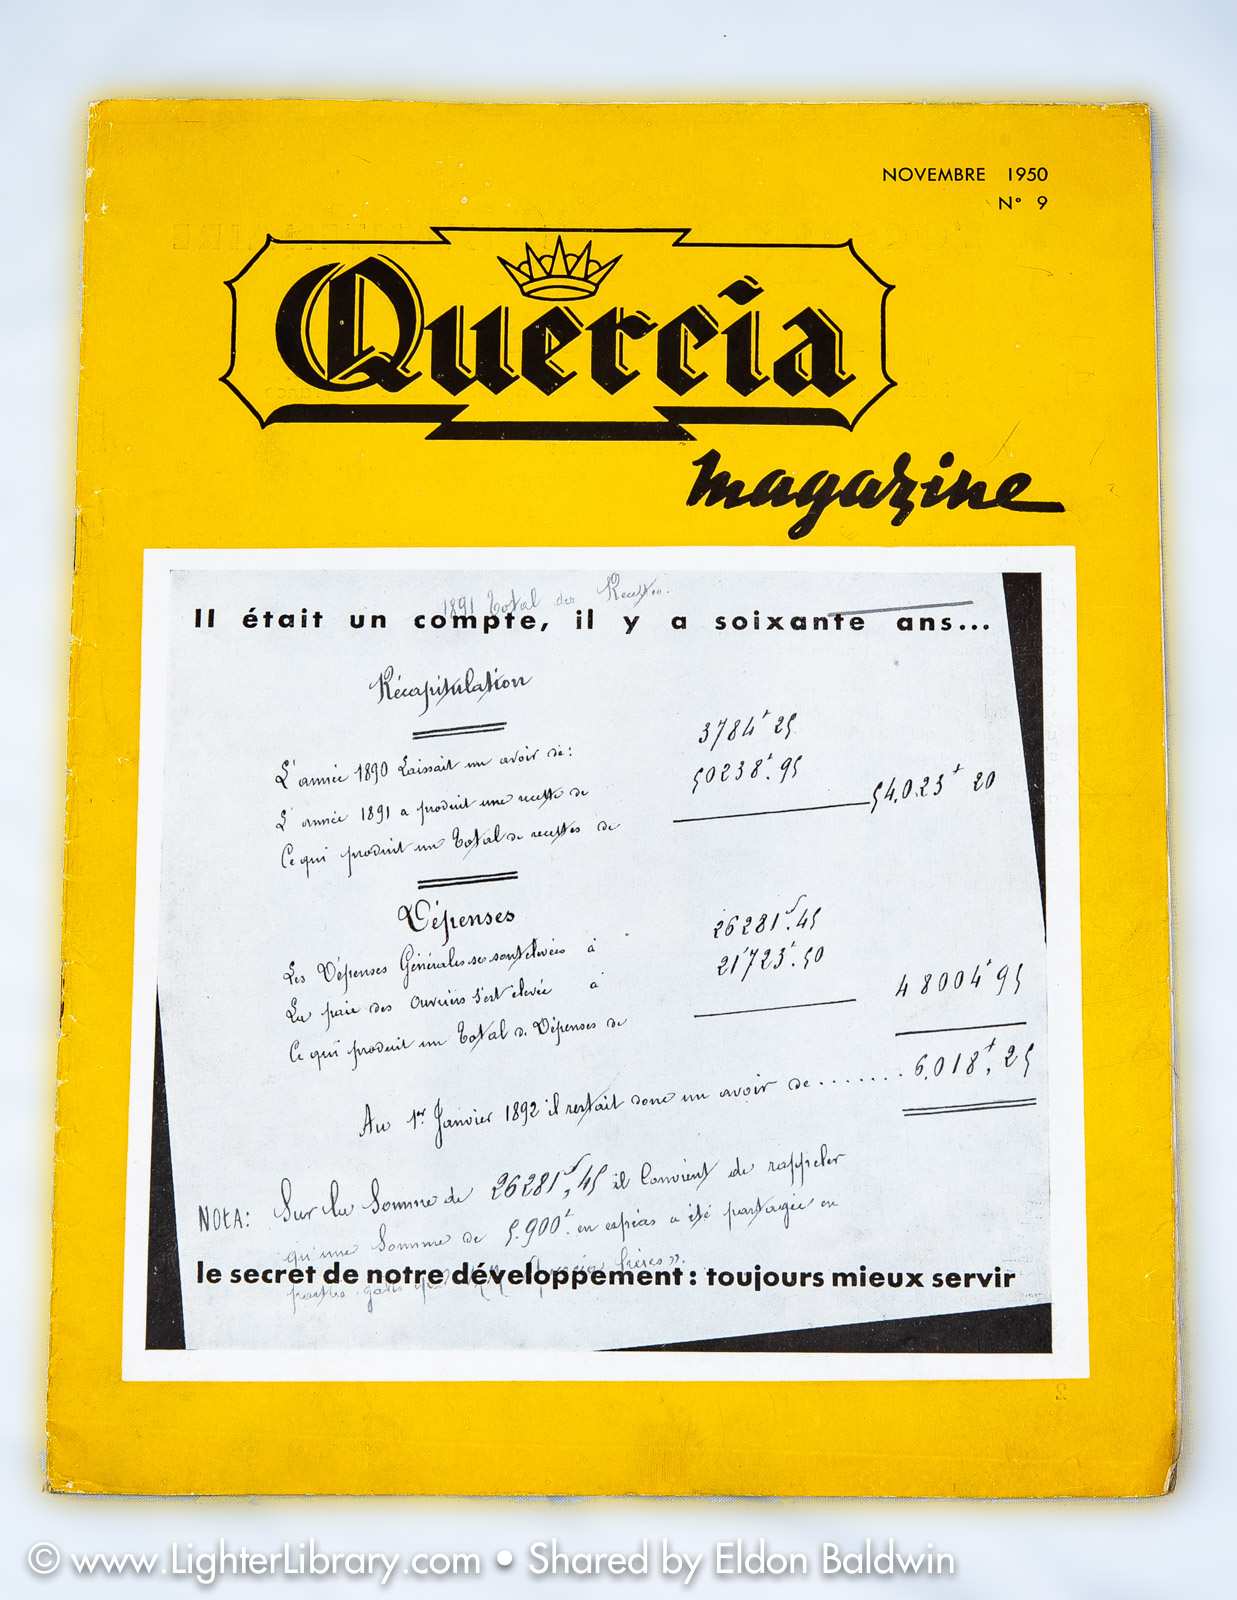 NOVEMBRE 1950
N° 9
Quercia
magazine
1891 Total des Recettes.
Il était un compte, il y a soixante ans...
Récapitulation
L'année 1890 laissait un avoir de: 3784f 25
L'année 1891 a produit une recette de 50238f. 95
Ce qui produit un Total de recettes de 54.023f 20
Dépenses
Les Dépenses Générales se sont élevées à 26281f. 45
La paie des Ouvriers s'est élevée à 21723f. 50
Ce qui produit un Total de Dépenses de 48004f 95
Au 1er Janvier 1892 il restait donc un avoir de ........ 6.018f, 25
NOTA: Sur la Somme de 26281f, 45 il convient de rappeler
qu'une Somme de 5.900f. en espèces a été partagée en
Quercia frères".
le secret de notre développement : toujours mieux servir
© www.LighterLibrary.com • Shared by Eldon Baldwin